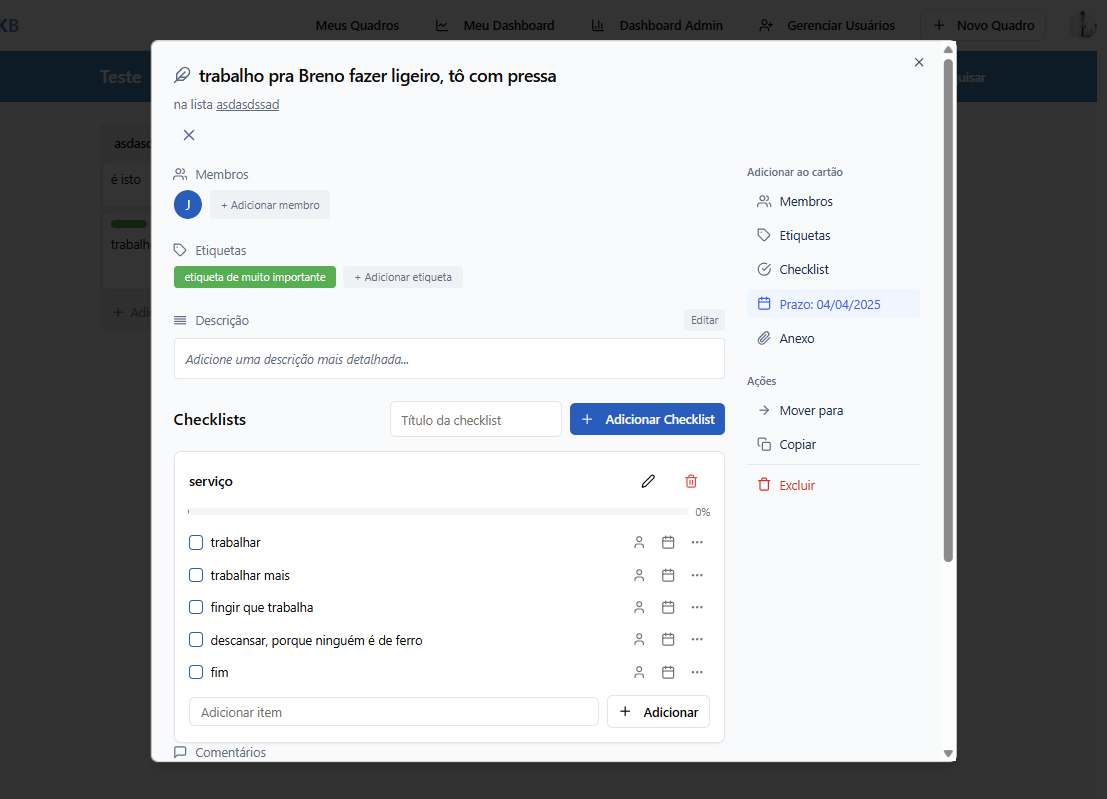 KB
Meus Quadros
Meu Dashboard
Dashboard Admin
Gerenciar Usuários
Novo Quadro
Teste
uisar
asdasd
é isto
trabalh
+ Adi
trabalho pra Breno fazer ligeiro, tô com pressa
na lista asdasdssad
Membros
J
+ Adicionar membro
Etiquetas
etiqueta de muito importante
+ Adicionar etiqueta
Descrição
Editar
Adicione uma descrição mais detalhada...
Checklists
Título da checklist
+ Adicionar Checklist
serviço
0%
trabalhar
trabalhar mais
fingir que trabalha
descansar, porque ninguém é de ferro
fim
Adicionar item
+ Adicionar
Comentários
Adicionar ao cartão
Membros
Etiquetas
Checklist
Prazo: 04/04/2025
Anexo
Ações
Mover para
Copiar
Excluir